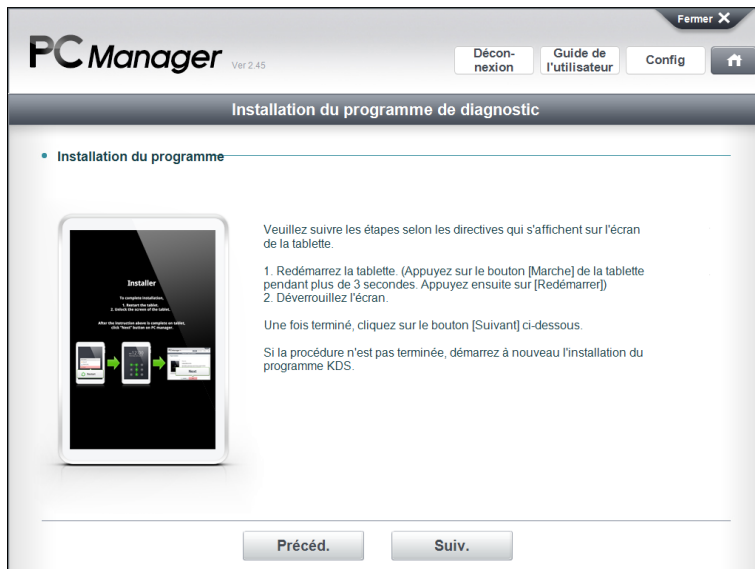 Fermer X
PC Manager Ver 2.45
Décon-
nexion
Guide de
l'utilisateur
Config
Installation du programme de diagnostic
Installation du programme
Installer
To complete installation,
1. Restart the tablet.
2. Unlock the screen of the tablet.
After the instruction above is complete on tablet,
click "Next" button on PC manager.
Veuillez suivre les étapes selon les directives qui s'affichent sur l'écran
de la tablette.
1. Redémarrez la tablette. (Appuyez sur le bouton [Marche] de la tablette
pendant plus de 3 secondes. Appuyez ensuite sur [Redémarrer])
2. Déverrouillez l'écran.
Une fois terminé, cliquez sur le bouton [Suivant] ci-dessous.
Si la procédure n'est pas terminée, démarrez à nouveau l'installation du
programme KDS.
Précéd.
Suiv.